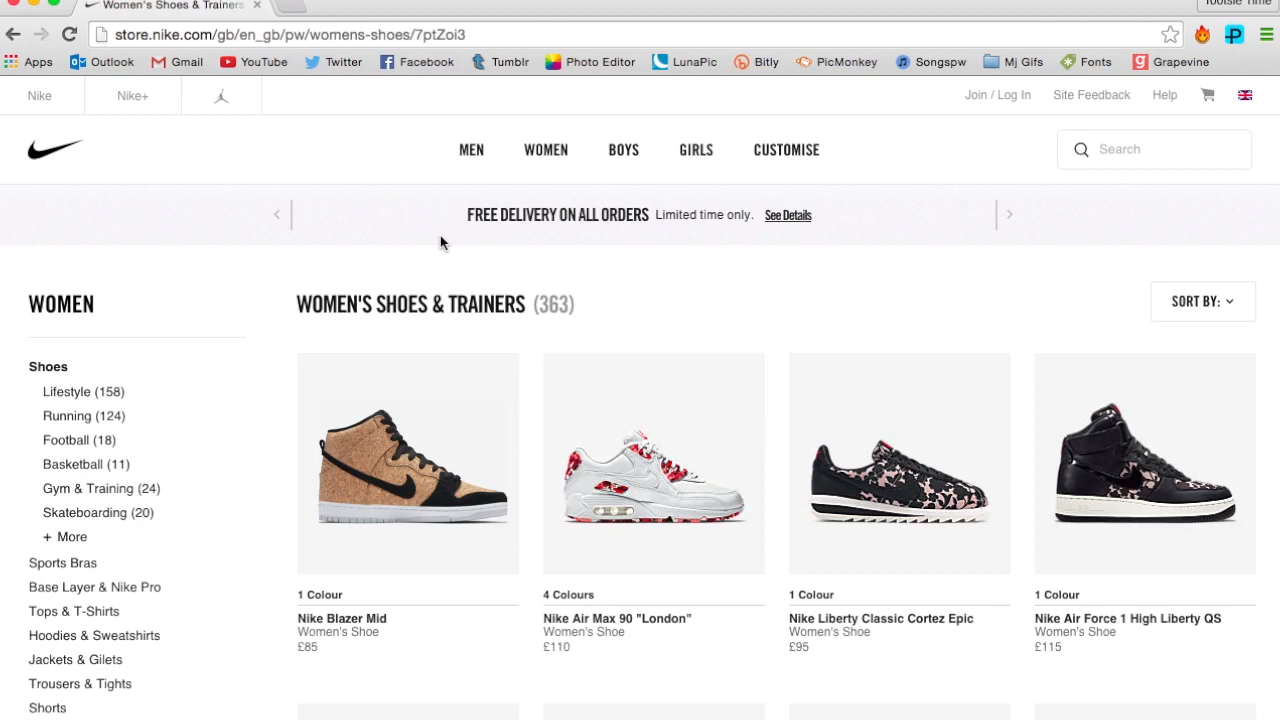 Women's Shoes & Trainers
Tootsie Time
store.nike.com/gb/en_gb/pw/womens-shoes/7ptZoi3
Apps Outlook Gmail YouTube Twitter Facebook Tumblr Photo Editor LunaPic Bitly PicMonkey Songspw Mj Gifs Fonts Grapevine
Nike Nike+ Join / Log In Site Feedback Help
MEN WOMEN BOYS GIRLS CUSTOMISE Search
FREE DELIVERY ON ALL ORDERS Limited time only. See Details
WOMEN
WOMEN'S SHOES & TRAINERS (363)
SORT BY:
Shoes
Lifestyle (158)
Running (124)
Football (18)
Basketball (11)
Gym & Training (24)
Skateboarding (20)
+ More
Sports Bras
Base Layer & Nike Pro
Tops & T-Shirts
Hoodies & Sweatshirts
Jackets & Gilets
Trousers & Tights
Shorts
1 Colour
Nike Blazer Mid
Women's Shoe
£85
4 Colours
Nike Air Max 90 "London"
Women's Shoe
£110
1 Colour
Nike Liberty Classic Cortez Epic
Women's Shoe
£95
1 Colour
Nike Air Force 1 High Liberty QS
Women's Shoe
£115